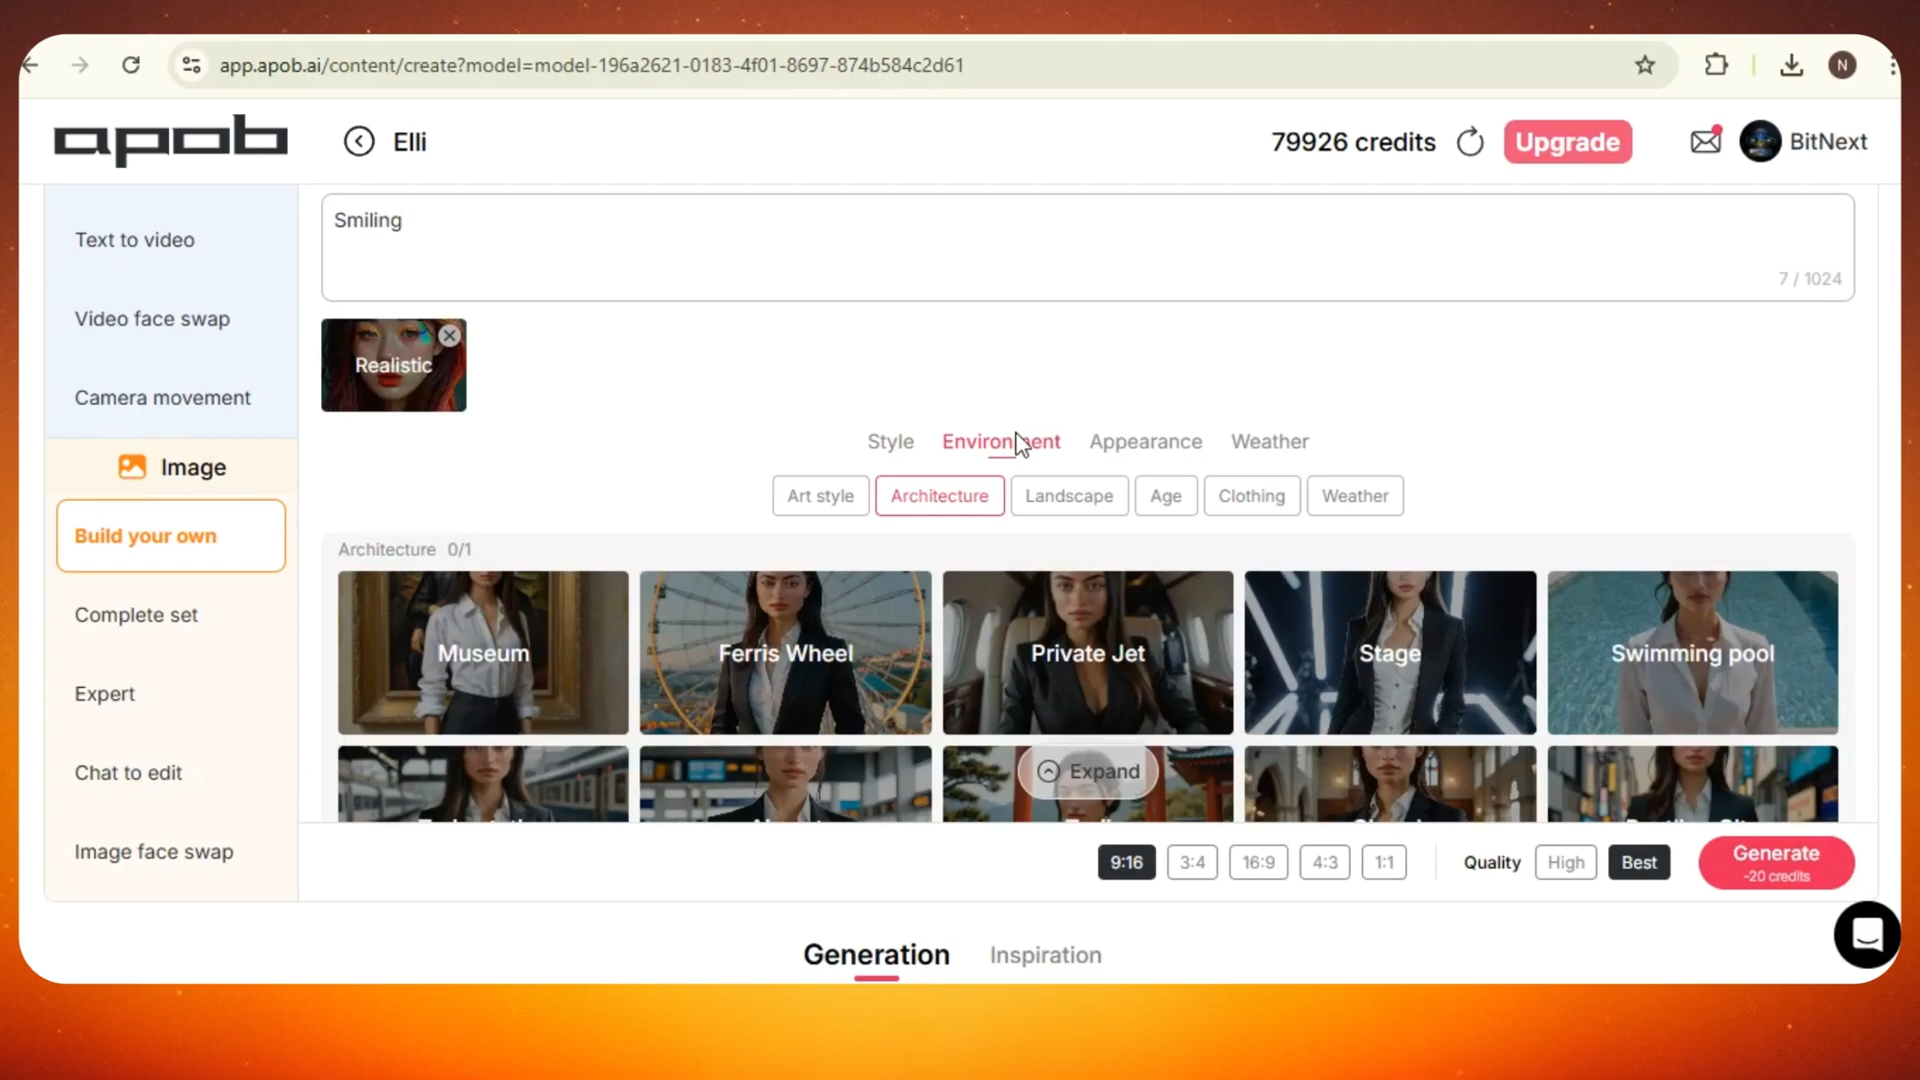 app.apob.ai/content/create?model=model-196a2621-0183-4f01-8697-874b584c2d61
N
apob
Elli
79926 credits
Upgrade
BitNext
Text to video
Video face swap
Camera movement
Image
Build your own
Complete set
Expert
Chat to edit
Image face swap
Smiling
7 / 1024
Realistic
Style Environment Appearance Weather
Art style Architecture Landscape Age Clothing Weather
Architecture 0/1
Museum Ferris Wheel Private Jet Stage Swimming pool
Expand
9:16 3:4 16:9 4:3 1:1 Quality High Best Generate
-20 credits
Generation Inspiration